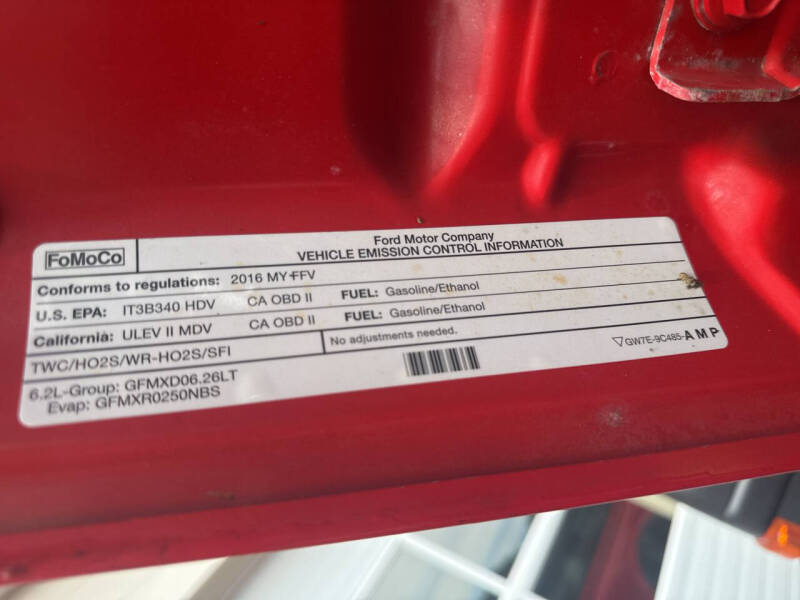 FoMoCo
Ford Motor Company
VEHICLE EMISSION CONTROL INFORMATION
Conforms to regulations: 2016 MY FFV
U.S. EPA: IT3B340 HDV CA OBD II FUEL: Gasoline/Ethanol
California: ULEV II MDV CA OBD II FUEL: Gasoline/Ethanol
TWC/HO2S/WR-HO2S/SFI No adjustments needed.
6.2L-Group: GFMXD06.26LT
Evap: GFMXR0250NBS
▽GW7E-9C485-AMP